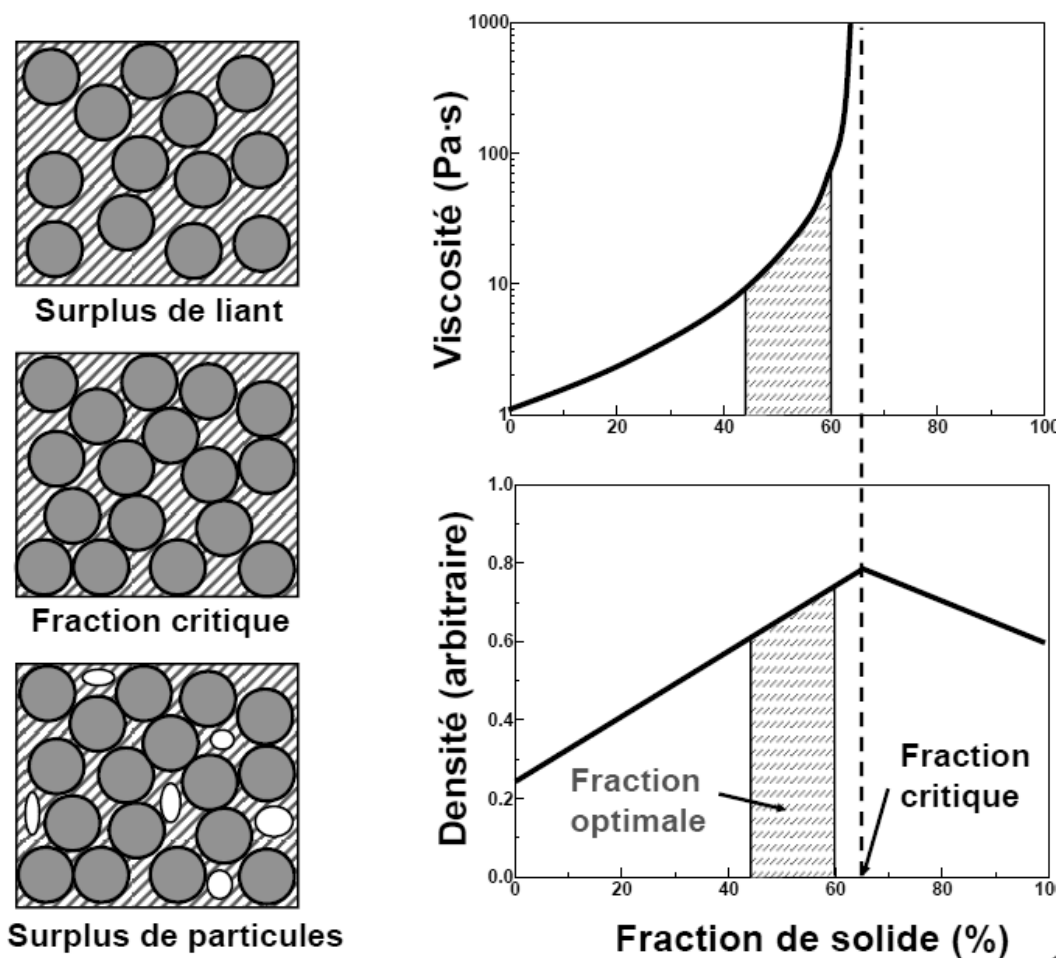 Surplus de liant
Fraction critique
Surplus de particules
Viscosité (Pa·s)
1000
100
10
1
0
20
40
60
80
100
Densité (arbitraire)
1.0
0.8
0.6
0.4
0.2
0.0
Fraction
optimale
Fraction
critique
0
20
40
60
80
10
Fraction de solide (%)